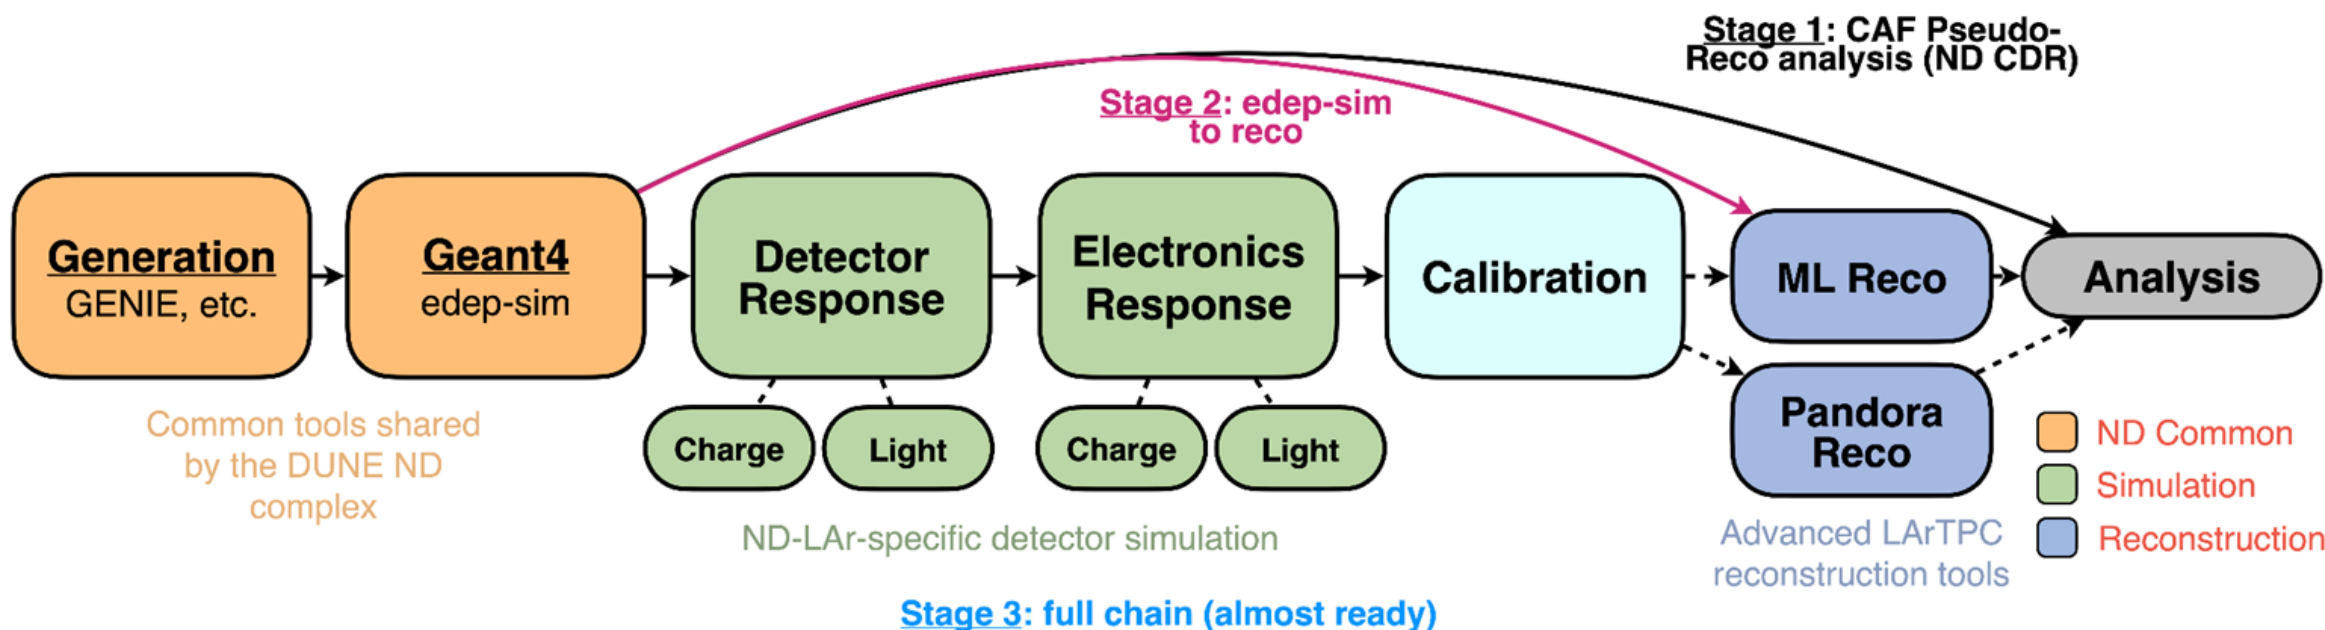 Stage 1: CAF Pseudo-
Reco analysis (ND CDR)
Stage 2: edep-sim
to reco
Generation
GENIE, etc.
Geant4
edep-sim
Detector
Response
Electronics
Response
Calibration
ML Reco
Analysis
Charge
Light
Charge
Light
Pandora
Reco
Common tools shared
by the DUNE ND
complex
ND-LAr-specific detector simulation
Advanced LArTPC
reconstruction tools
ND Common
Simulation
Reconstruction
Stage 3: full chain (almost ready)